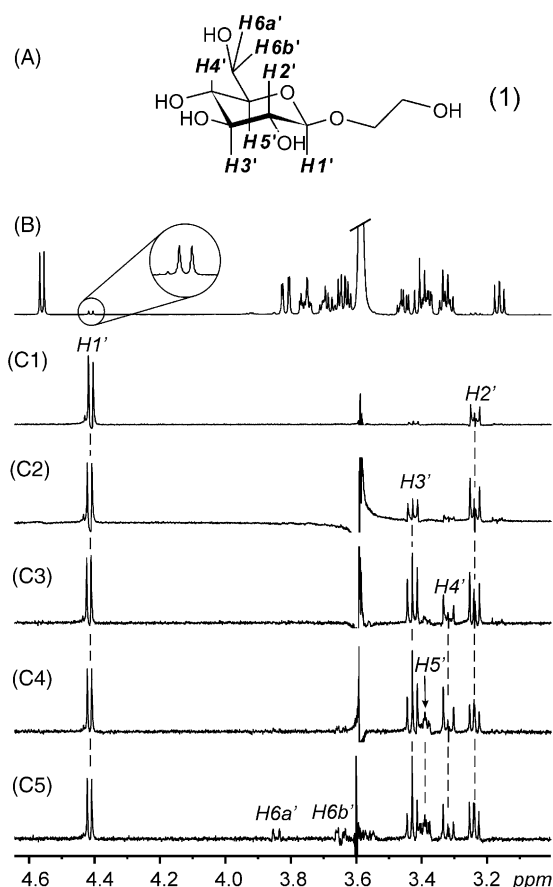 (A)
H6a'
HO
H6b'
H4'
H2'
O
HO
O
OH
(1)
HO
H5'
OH
H3'
H1'
(B)
H1'
(C1)
H2'
(C2)
H3'
(C3)
H4'
(C4)
H5'
(C5)
H6a'
H6b'
4.6 4.4 4.2 4.0 3.8 3.6 3.4 3.2 ppm